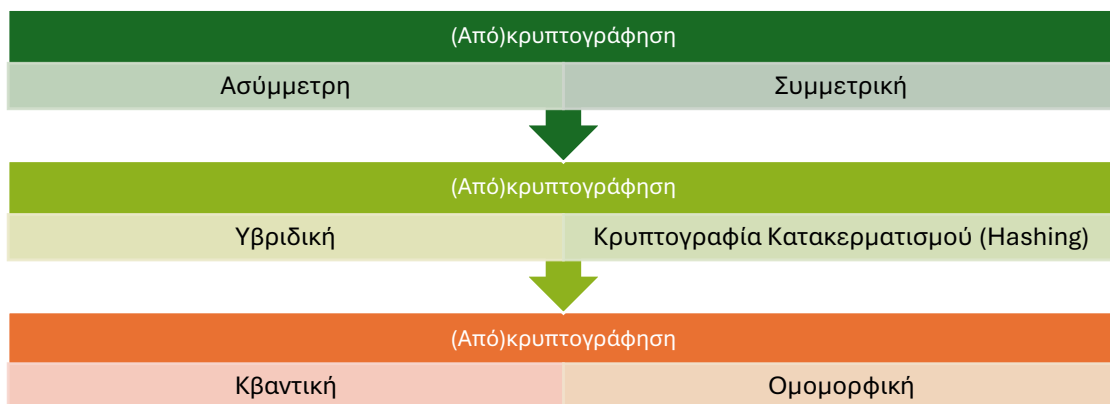 (Από)κρυπτογράφηση
Ασύμμετρη Συμμετρική
(Από)κρυπτογράφηση
Υβριδική Κρυπτογραφία Κατακερματισμού (Hashing)
(Από)κρυπτογράφηση
Κβαντική Ομομορφική